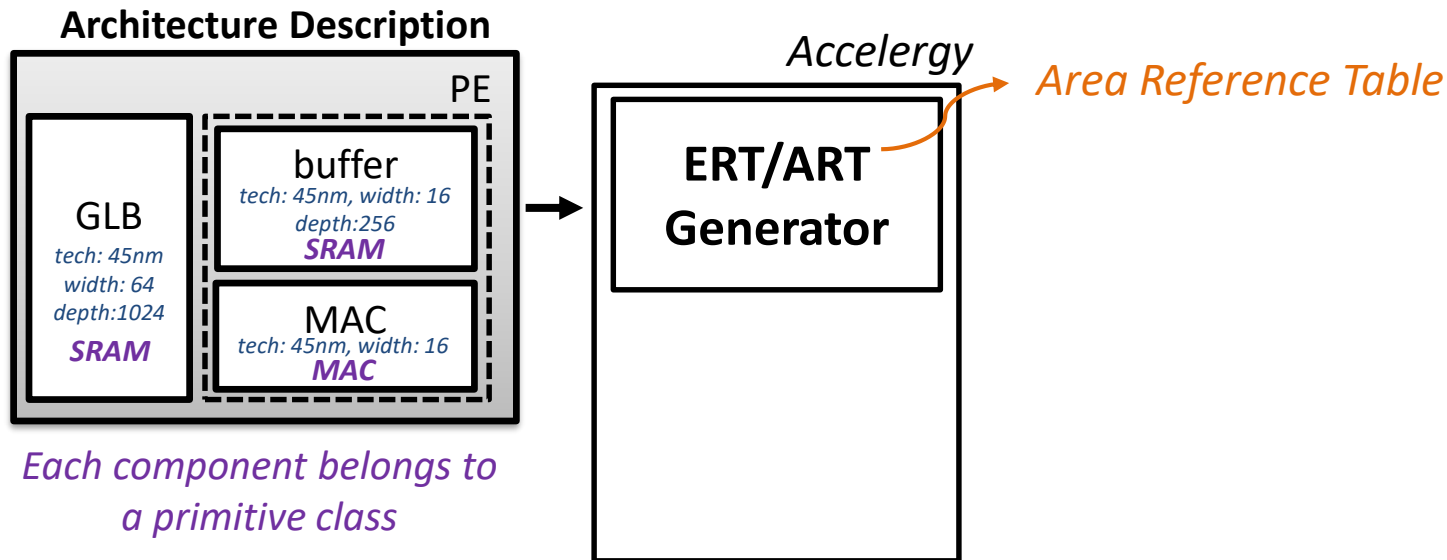 Architecture Description
PE
GLB
tech: 45nm
width: 64
depth:1024
SRAM
buffer
tech: 45nm, width: 16
depth:256
SRAM
MAC
tech: 45nm, width: 16
MAC
Each component belongs to
a primitive class
Accelergy
ERT/ART
Generator
Area Reference Table